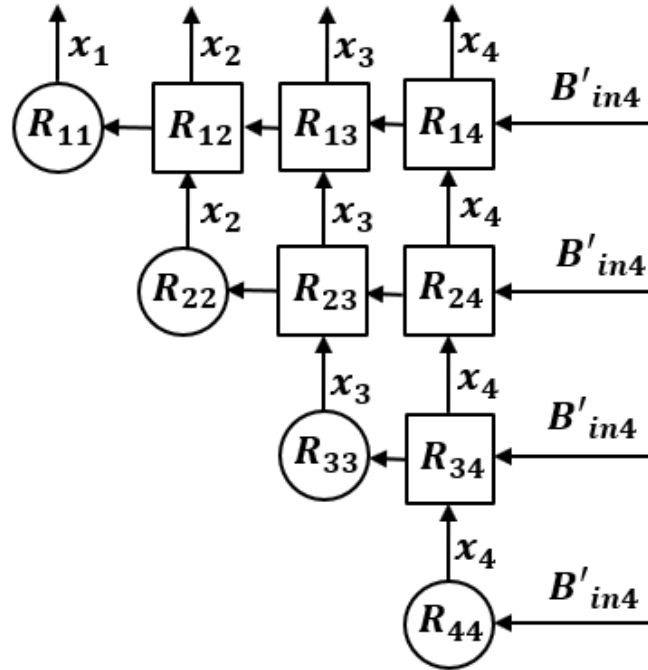 x₁ x₂ x₃ x₄
R₁₁ R₁₂ R₁₃ R₁₄ B′ᵢₙ₄
x₂ x₃ x₄
R₂₂ R₂₃ R₂₄ B′ᵢₙ₄
x₃ x₄
R₃₃ R₃₄ B′ᵢₙ₄
x₄
R₄₄ B′ᵢₙ₄